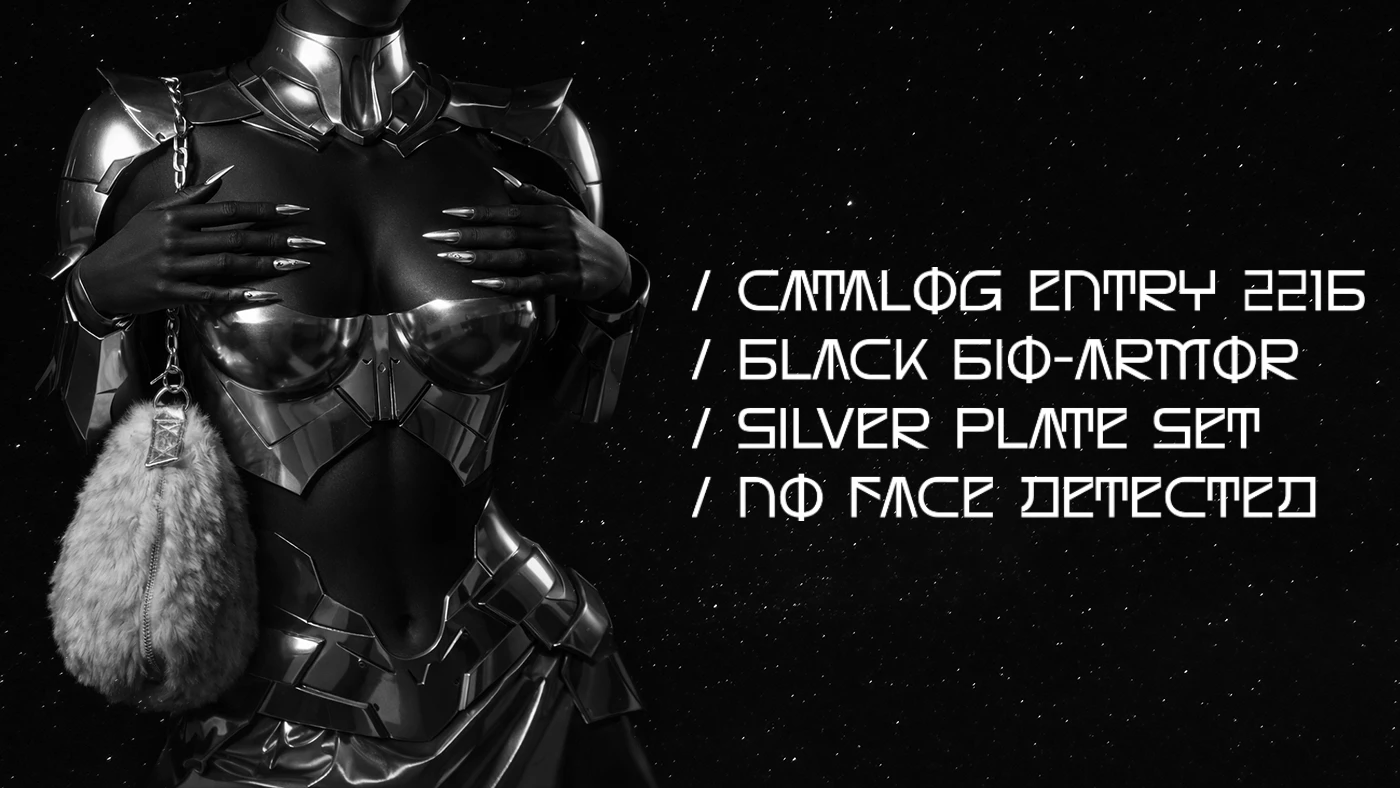 / CATALOG ENTRY 2216
/ BLACK BIO-ARMOR
/ SILVER PLATE SET
/ NO FACE DETECTED